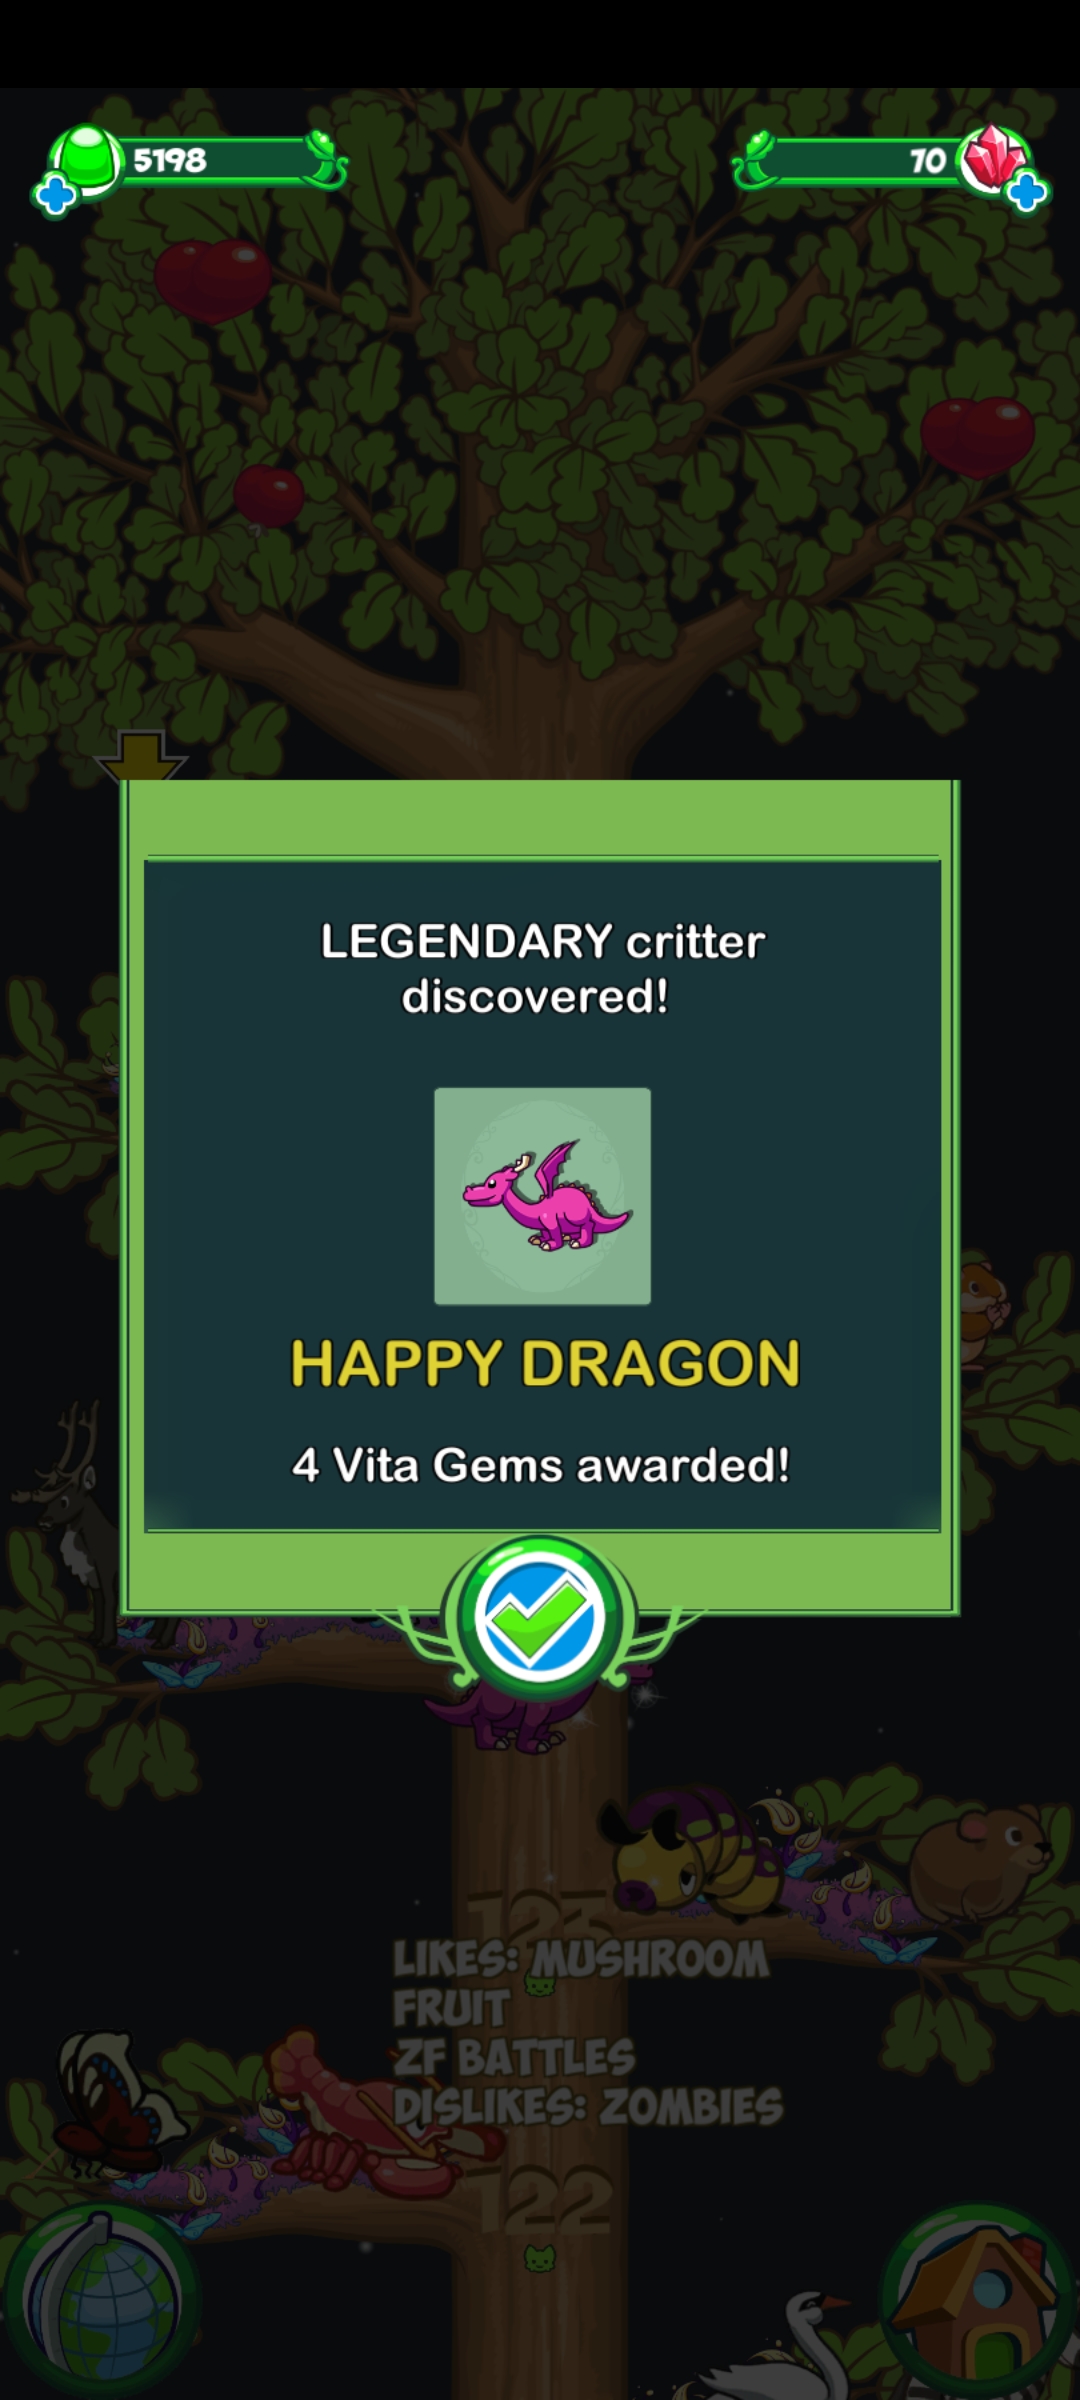 5198
70
LEGENDARY critter
discovered!
HAPPY DRAGON
4 Vita Gems awarded!
123
LIKES: MUSHROOM
FRUIT
ZF BATTLES
DISLIKES: ZOMBIES
122